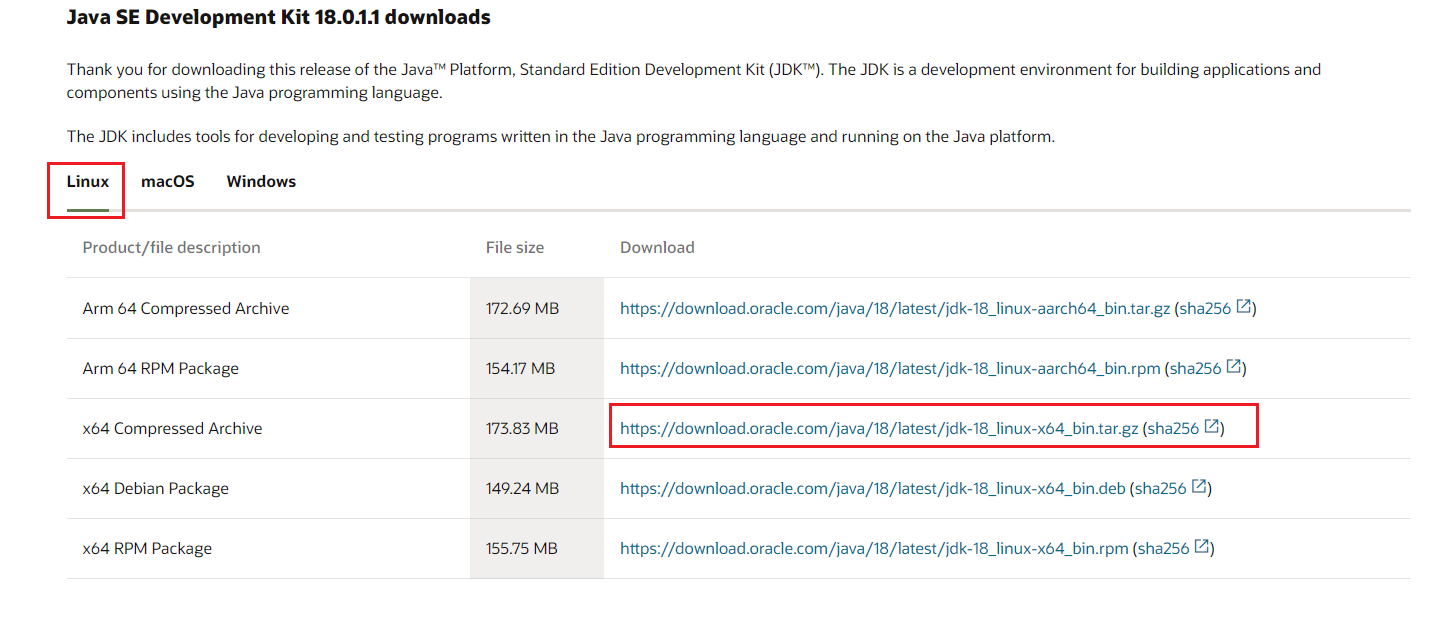 Java SE Development Kit 18.0.1.1 downloads
Thank you for downloading this release of the Java™ Platform, Standard Edition Development Kit (JDK™). The JDK is a development environment for building applications and
components using the Java programming language.
The JDK includes tools for developing and testing programs written in the Java programming language and running on the Java platform.
Linux macOS Windows
Product/file description File size Download
Arm 64 Compressed Archive 172.69 MB https://download.oracle.com/java/18/latest/jdk-18_linux-aarch64_bin.tar.gz (sha256)
Arm 64 RPM Package 154.17 MB https://download.oracle.com/java/18/latest/jdk-18_linux-aarch64_bin.rpm (sha256)
x64 Compressed Archive 173.83 MB https://download.oracle.com/java/18/latest/jdk-18_linux-x64_bin.tar.gz (sha256)
x64 Debian Package 149.24 MB https://download.oracle.com/java/18/latest/jdk-18_linux-x64_bin.deb (sha256)
x64 RPM Package 155.75 MB https://download.oracle.com/java/18/latest/jdk-18_linux-x64_bin.rpm (sha256)